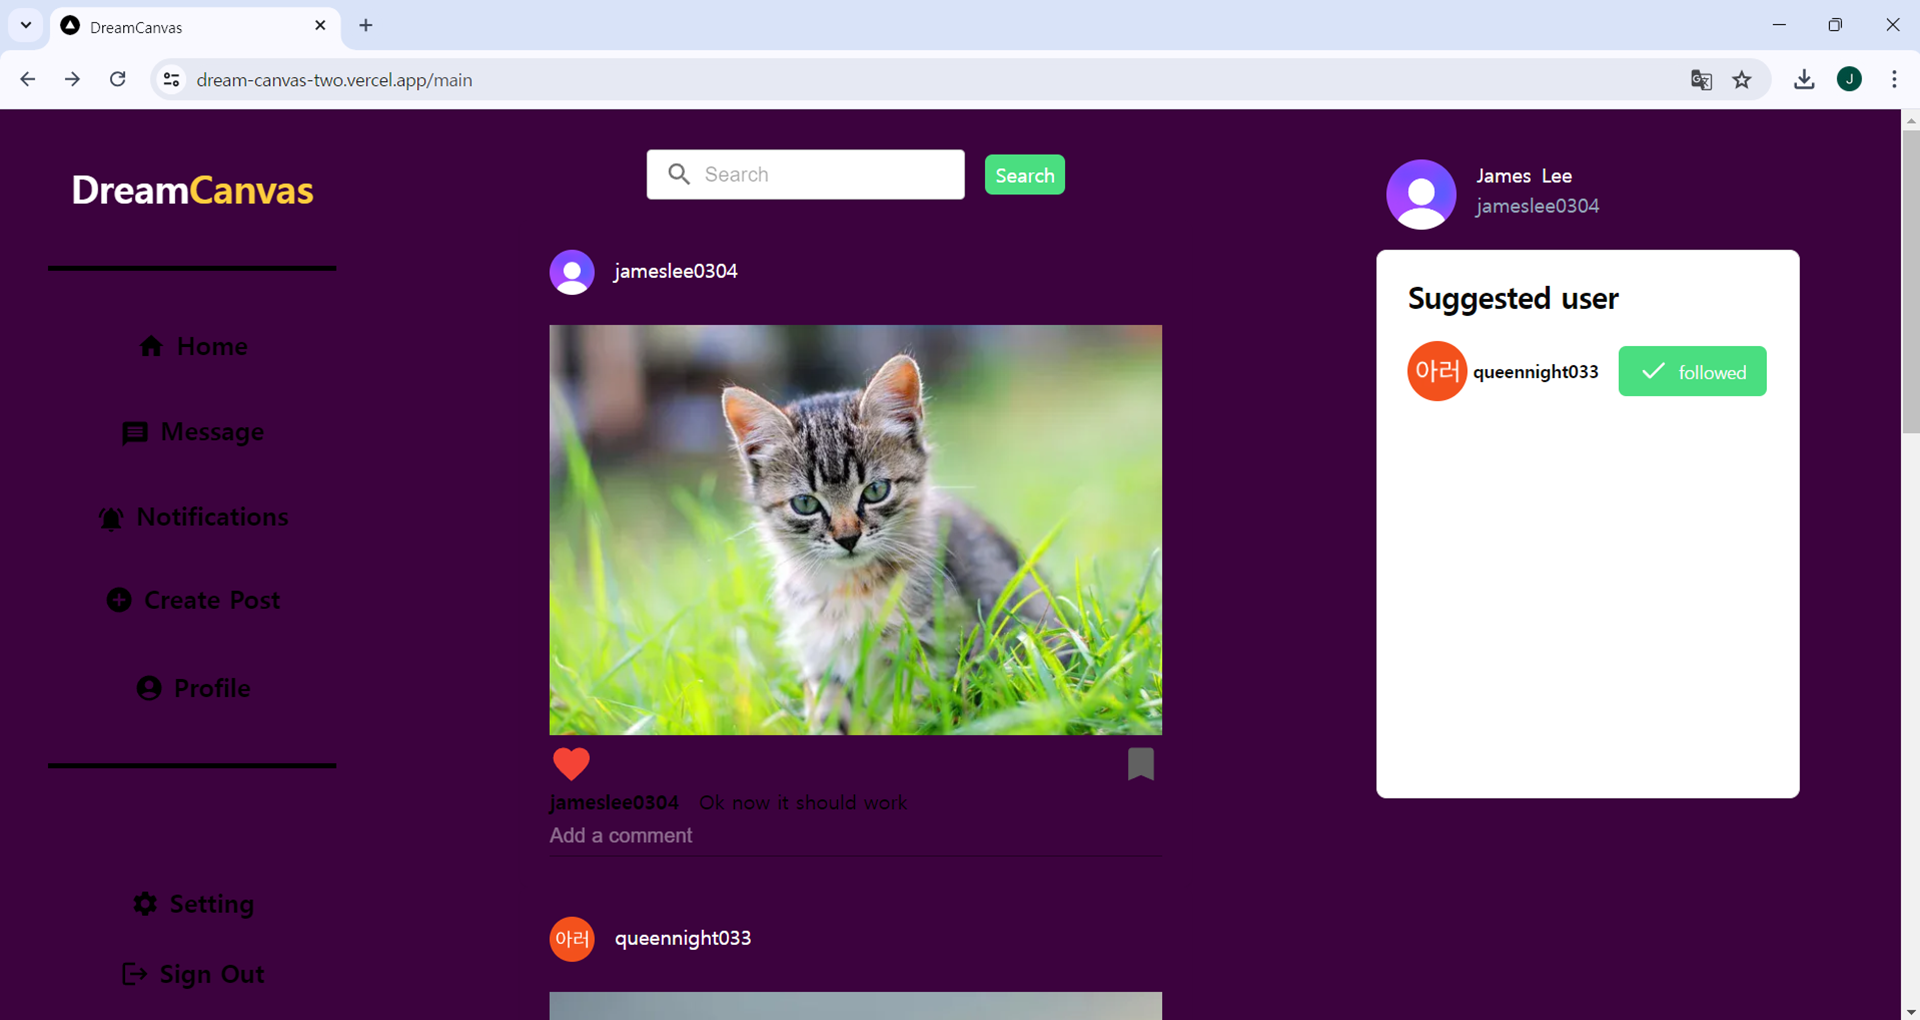 DreamCanvas
dream-canvas-two.vercel.app/main
J
DreamCanvas
Search
Search
James Lee
jameslee0304
Home
Message
Notifications
Create Post
Profile
Setting
Sign Out
jameslee0304
jameslee0304 Ok now it should work
Add a comment
아러 queennight033
Suggested user
아러 queennight033 followed